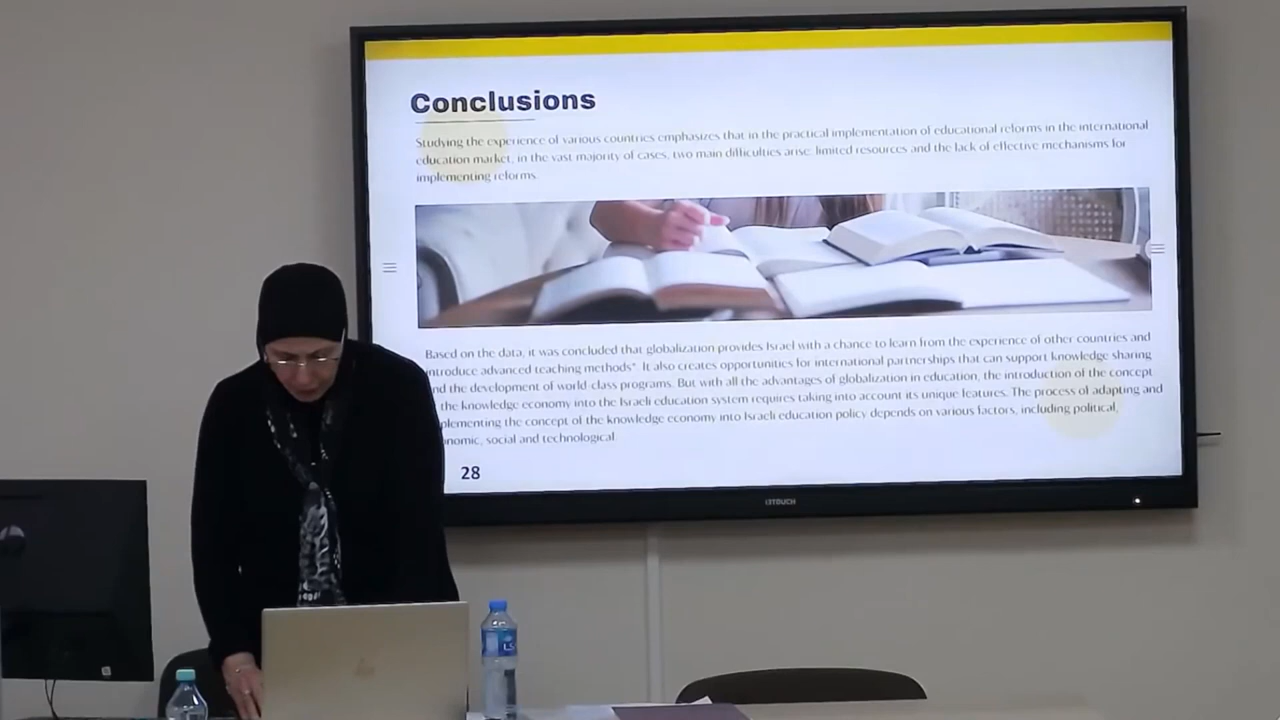 Conclusions
Studying the experience of various countries emphasizes that in the practical implementation of educational reforms in the international
education market, in the vast majority of cases, two main difficulties arise: limited resources and the lack of effective mechanisms for
implementing reforms.
Based on the data, it was concluded that globalization provides Israel with a chance to learn from the experience of other countries and
ntroduce advanced teaching methods". It also creates opportunities for international partnerships that can support knowledge sharing
nd the development of world-class programs. But with all the advantages of globalization in education, the introduction of the concept
the knowledge economy into the Israeli education system requires taking into account its unique features. The process of adapting and
plementing the concept of the knowledge economy into Israeli education policy depends on various factors, including political,
nomic, social and technological.
28